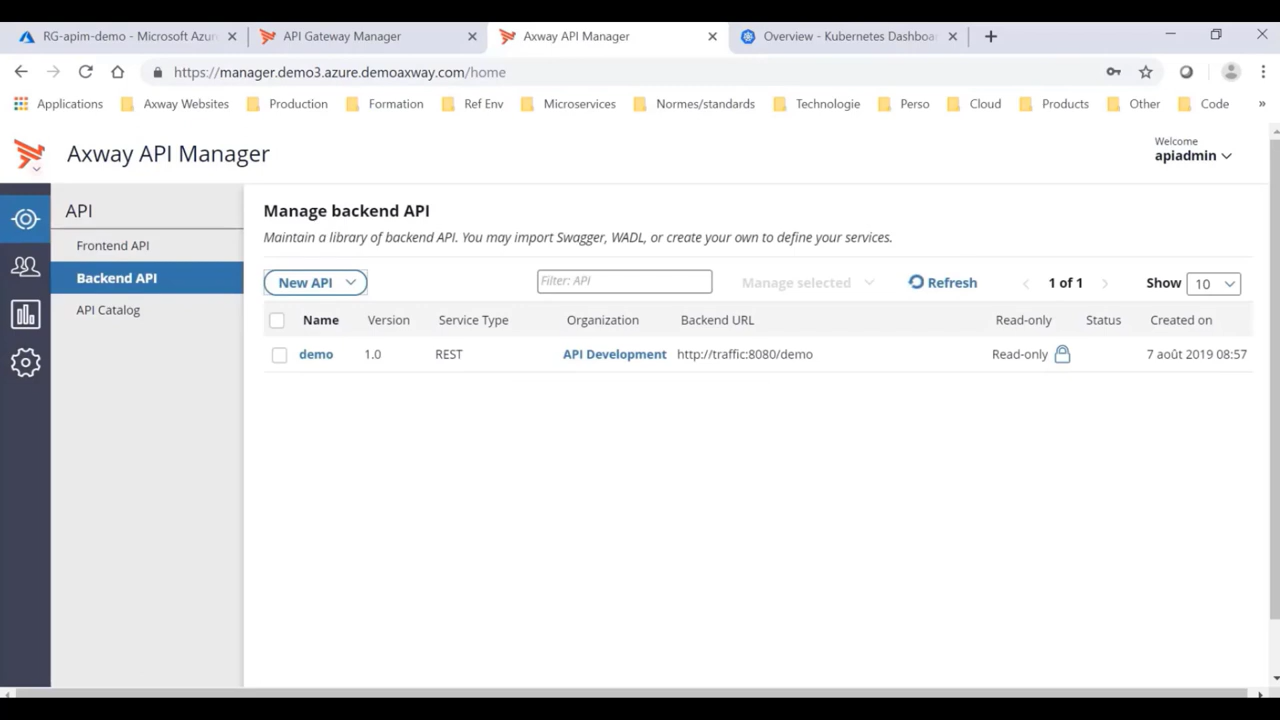 RG-apim-demo - Microsoft Azur
API Gateway Manager
Axway API Manager
Overview - Kubernetes Dashboa
https://manager.demo3.azure.demoaxway.com/home
Applications Axway Websites Production Formation Ref Env Microservices Normes/standards Technologie Perso Cloud Products Other Code »
Axway API Manager
Welcome
apiadmin
API
Frontend API
Backend API
API Catalog
Manage backend API
Maintain a library of backend API. You may import Swagger, WADL, or create your own to define your services.
New API Filter: API Manage selected Refresh 1 of 1 Show 10
Name Version Service Type Organization Backend URL Read-only Status Created on
demo 1.0 REST API Development http://traffic:8080/demo Read-only 7 août 2019 08:57